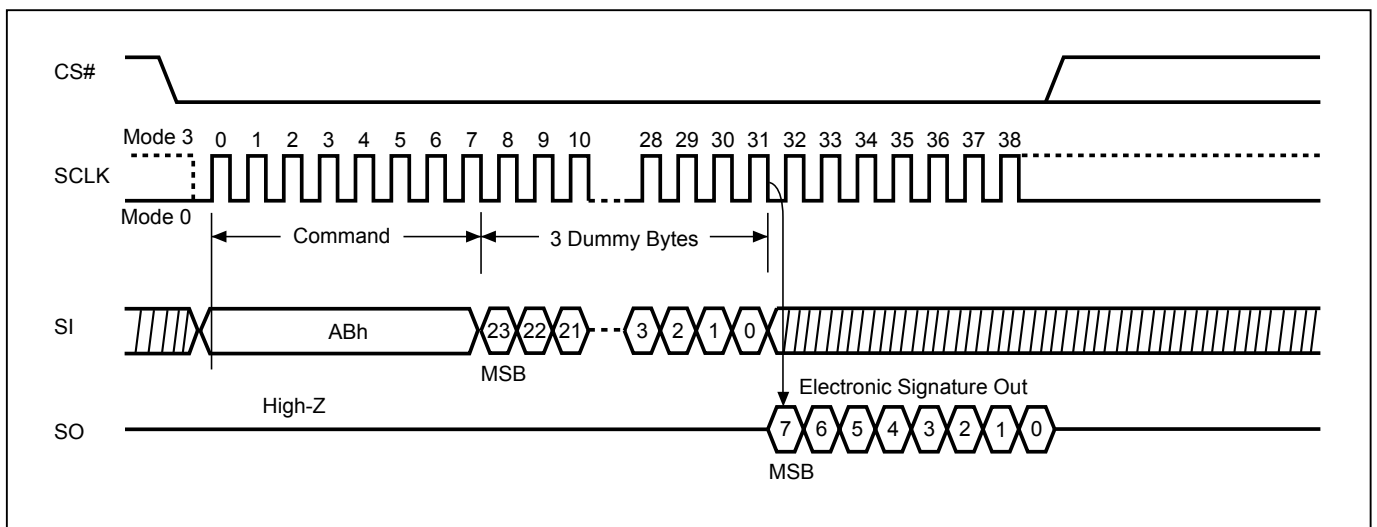 CS#
Mode 3 0 1 2 3 4 5 6 7 8 9 10 28 29 30 31 32 33 34 35 36 37 38
SCLK
Mode 0
Command 3 Dummy Bytes
SI ABh 23 22 21 3 2 1 0
MSB
Electronic Signature Out
High-Z
SO 7 6 5 4 3 2 1 0
MSB